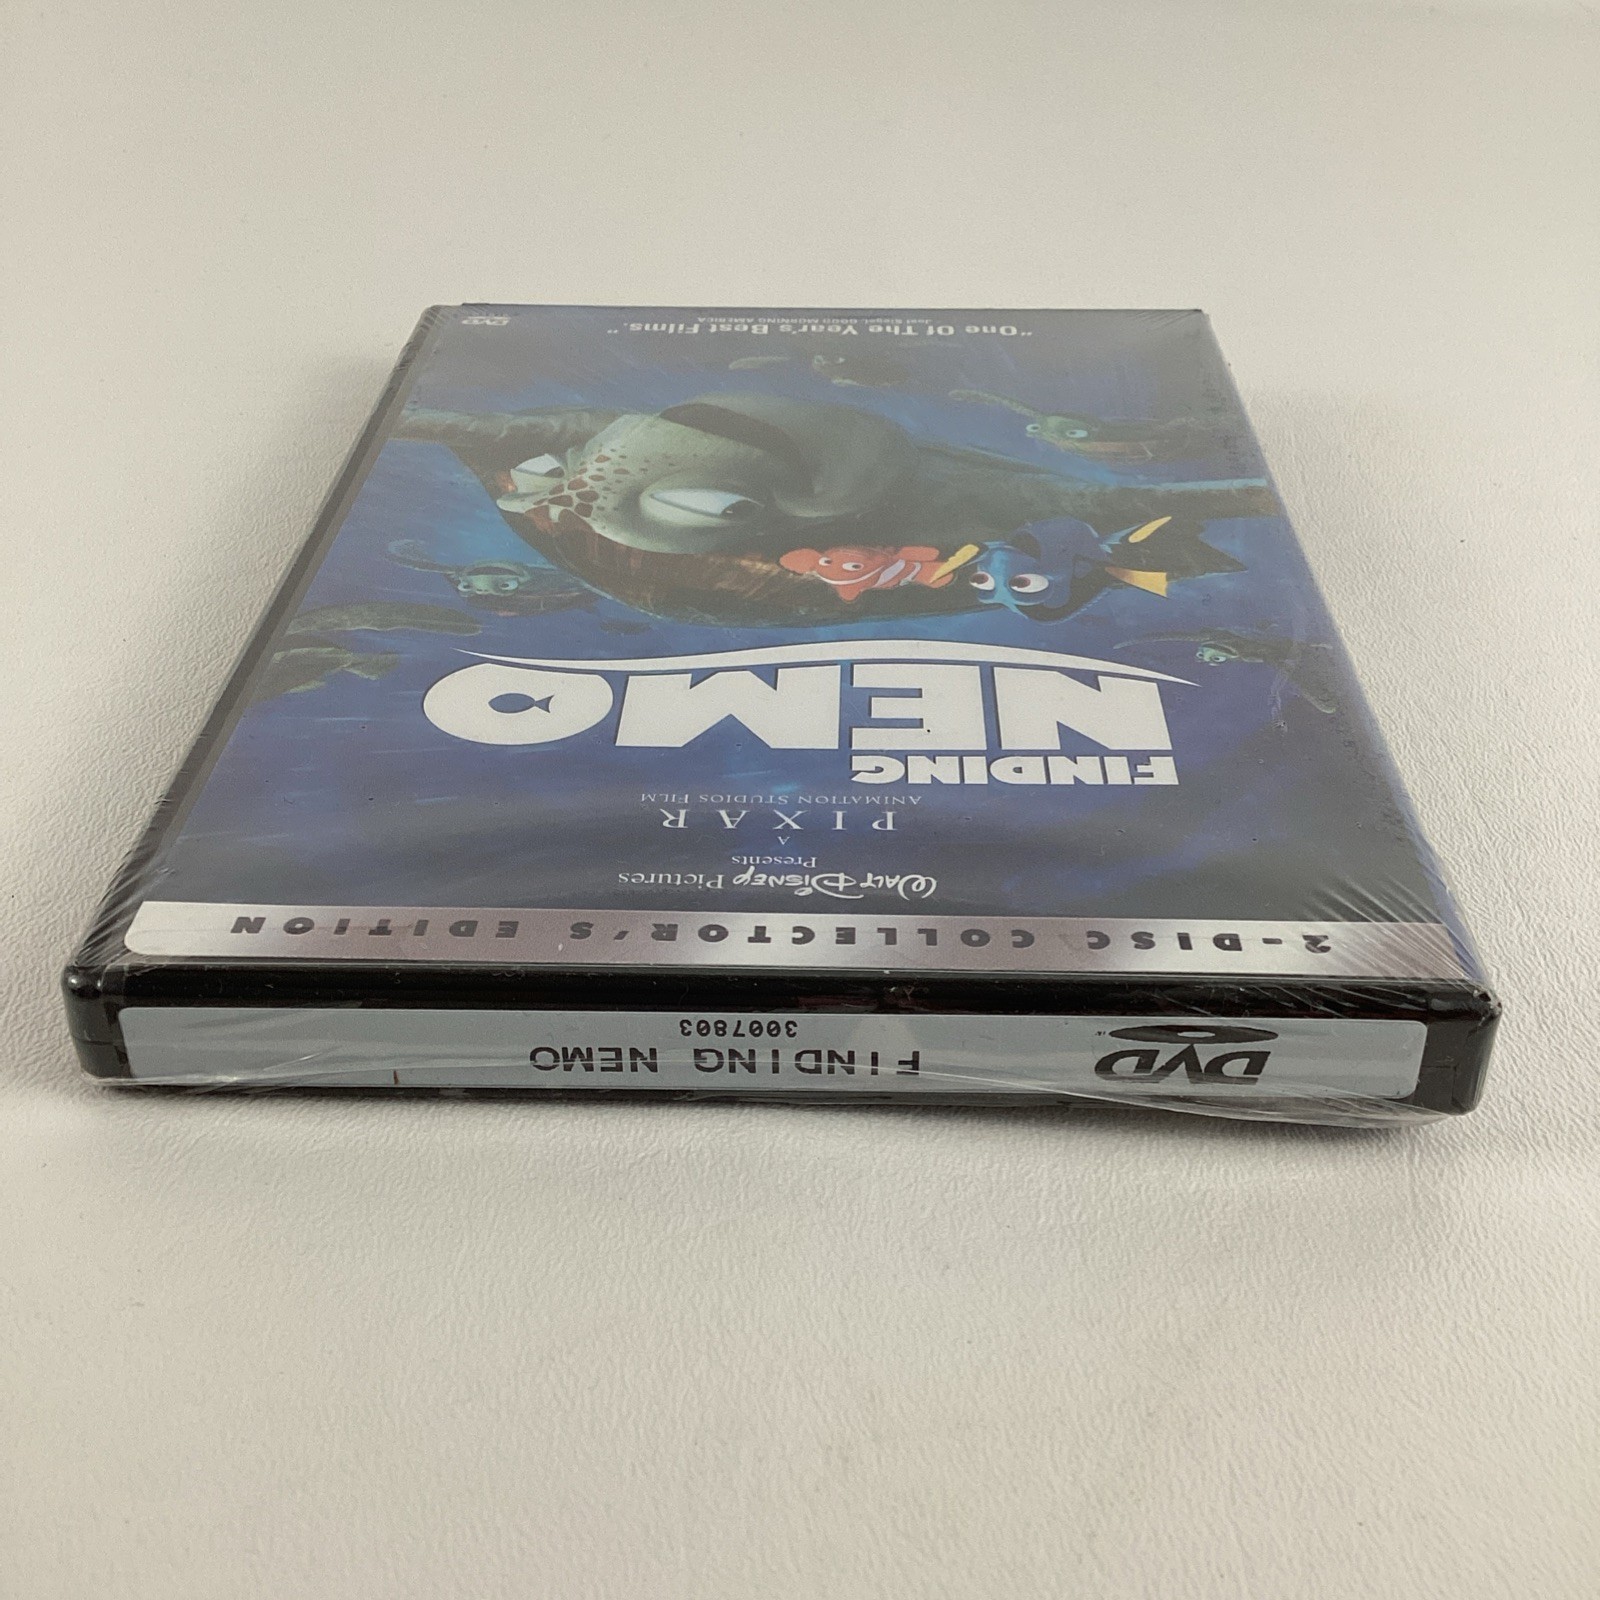 DVD
FINDING NEMO
3007803
2-DISC COLLECTOR'S EDITION
WALT DISNEY Pictures
Presents
A
PIXAR
ANIMATION STUDIOS FILM
FINDING
NEMO
"One Of The Year's Best Films."
Joel Siegel, GOOD MORNING AMERICA
DVD